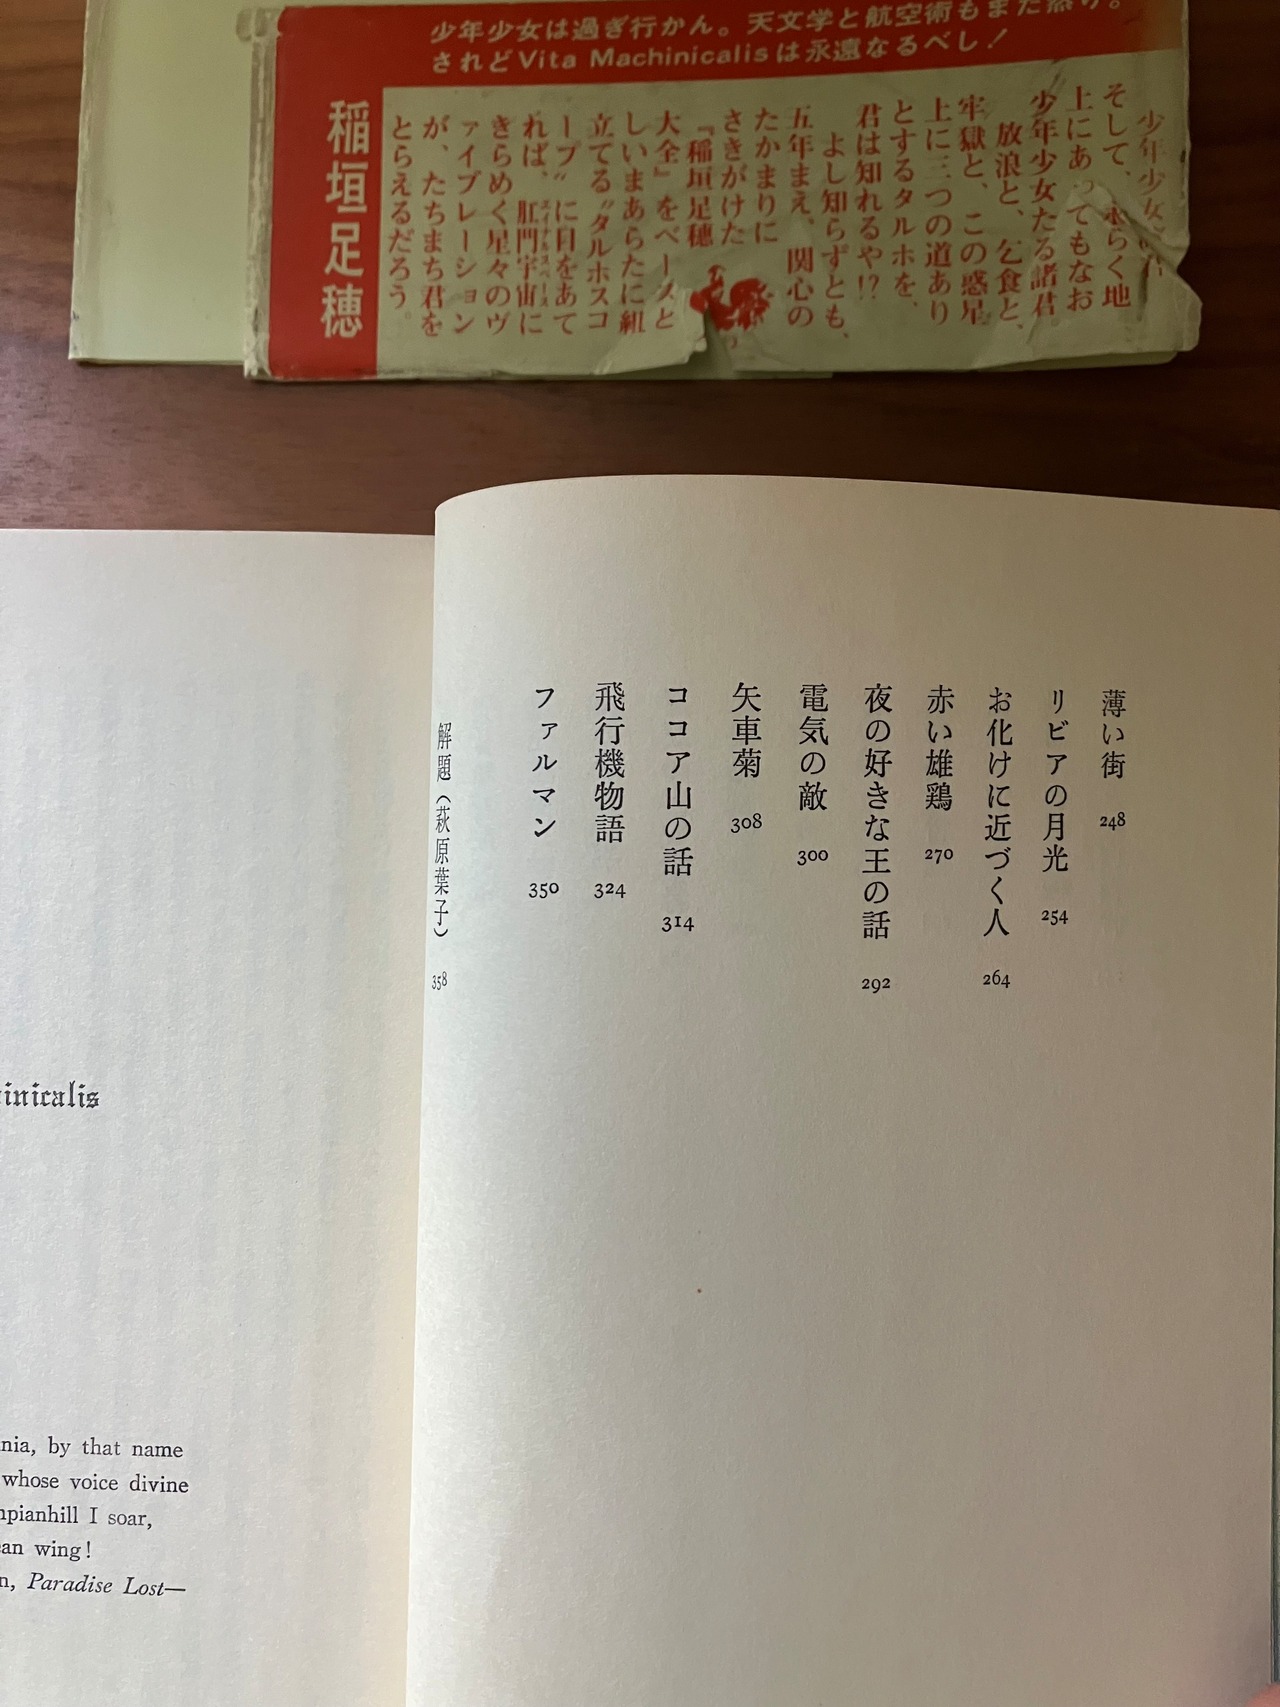 少年少女は過ぎ行かん。天文学と航空術もまた然り。
されどVita Machinicalisは永遠なるべし！
少年少女 君
そして、永らく地
上にあってもなお
少年少女たる諸君。
放浪と、乞食と、
牢獄と、この惑星
上に三つの道あり
とするタルホを、
君は知れるや!?
よし知らずとも、
五年まえ、関心の
たかまりに
さきがけた
『稲垣足穂
大全』をベースと
しいまあらたに組
立てる〝タルホスコ
ープ〟に目をあて
れば、肛門宇宙に
きらめく星々のヴ
ァイブレーション
が、たちまち君を
とらえるだろう。
稲垣足穂
薄い街 248
リビアの月光 254
お化けに近づく人 264
赤い雄鶏 270
夜の好きな王の話 292
電気の敵 300
矢車菊 308
ココア山の話 314
飛行機物語 324
ファルマン 350
解題（萩原葉子） 358
inicalis
nia, by that name
whose voice divine
npianhill I soar,
an wing!
n, Paradise Lost—